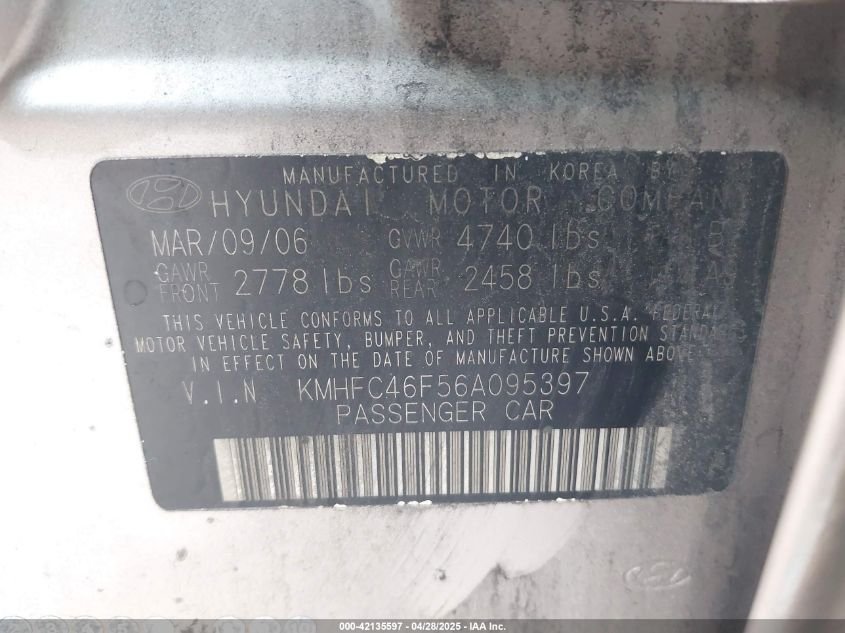 MANUFACTURED IN KOREA BY
HYUNDAI MOTOR COMPANY
MAR/09/06 GVWR 4740 lbs
GAWR FRONT 2778 lbs GAWR REAR 2458 lbs
THIS VEHICLE CONFORMS TO ALL APPLICABLE U.S.A. FEDERAL
MOTOR VEHICLE SAFETY, BUMPER, AND THEFT PREVENTION STANDA
IN EFFECT ON THE DATE OF MANUFACTURE SHOWN ABOVE
V.I.N KMHFC46F56A095397
PASSENGER CAR
000-42135597 - 04/28/2025 - IAA Inc.